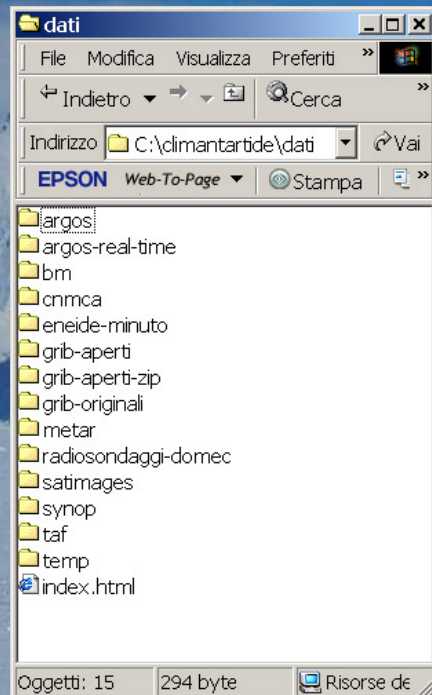 dati
File Modifica Visualizza Preferiti »
Indietro Cerca »
Indirizzo C:\climantartide\dati Vai
EPSON Web-To-Page Stampa »
argos
argos-real-time
bm
cnmca
eneide-minuto
grib-aperti
grib-aperti-zip
grib-originali
metar
radiosondaggi-domec
satimages
synop
taf
temp
index.html
Oggetti: 15 294 byte Risorse de